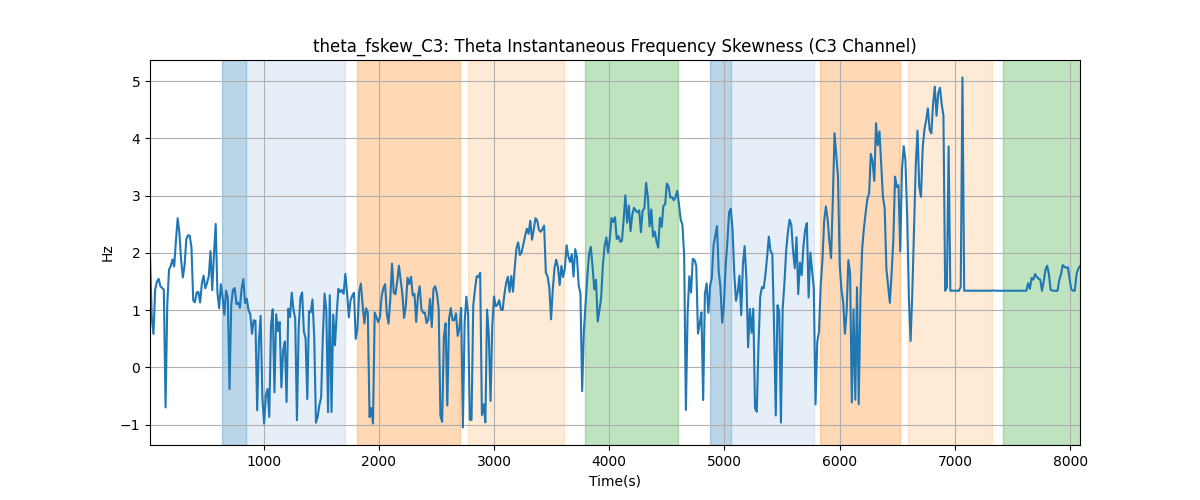 theta_fskew_C3: Theta Instantaneous Frequency Skewness (C3 Channel)
5
4
3
2
1
0
−1
Hz
1000 2000 3000 4000 5000 6000 7000 8000
Time(s)